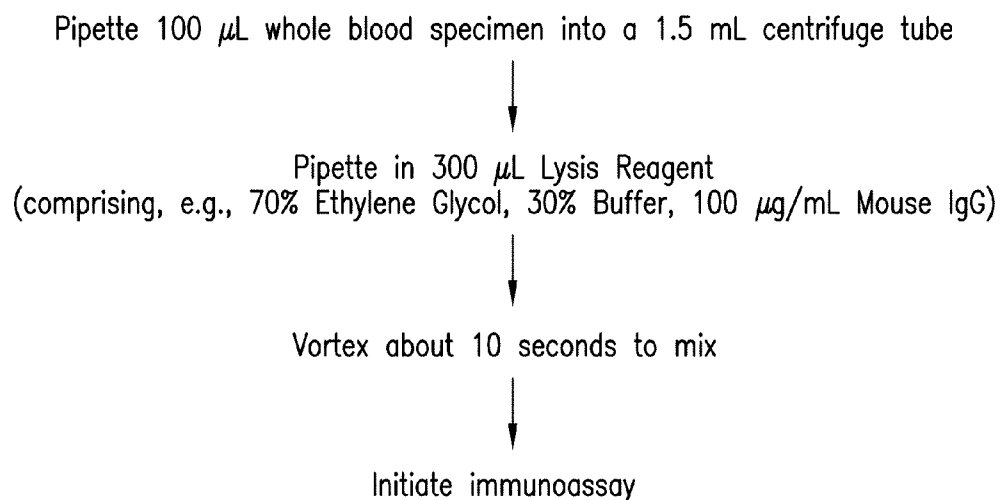 Pipette 100 μL whole blood specimen into a 1.5 mL centrifuge tube
Pipette in 300 μL Lysis Reagent
(comprising, e.g., 70% Ethylene Glycol, 30% Buffer, 100 μg/mL Mouse IgG)
Vortex about 10 seconds to mix
Initiate immunoassay